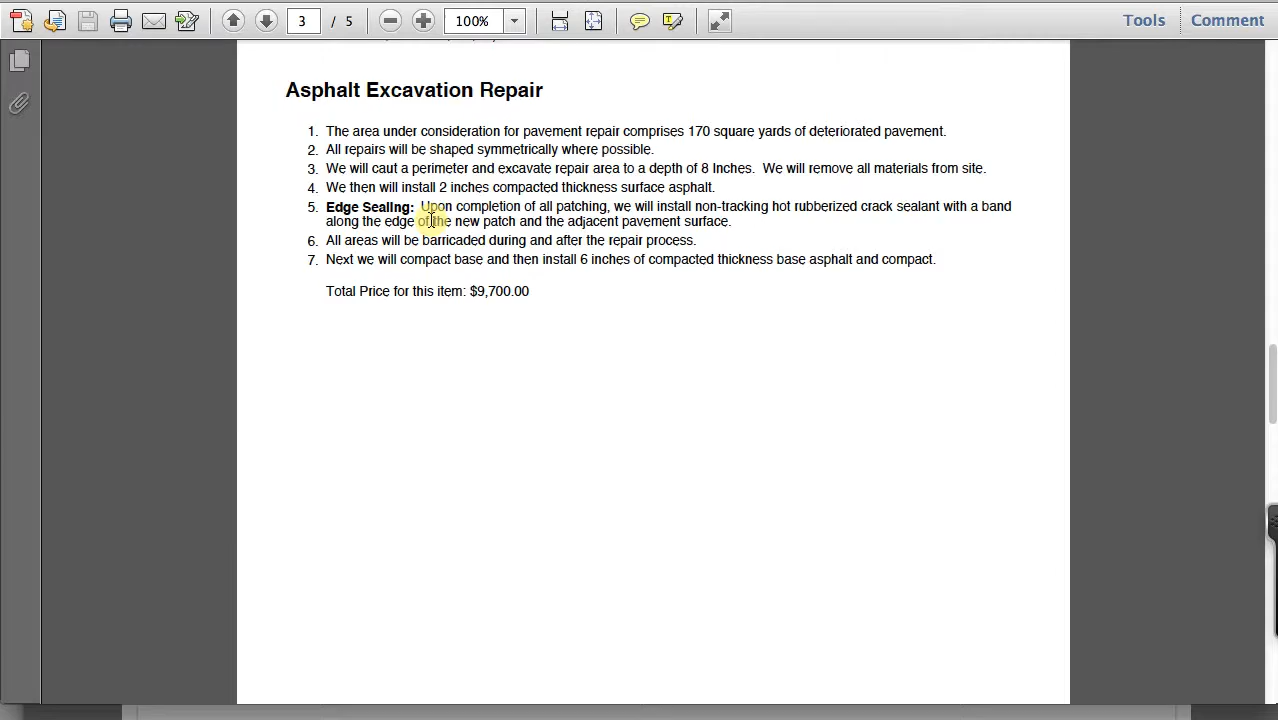 3 / 5 100% Tools Comment
Asphalt Excavation Repair
1. The area under consideration for pavement repair comprises 170 square yards of deteriorated pavement.
2. All repairs will be shaped symmetrically where possible.
3. We will caut a perimeter and excavate repair area to a depth of 8 Inches. We will remove all materials from site.
4. We then will install 2 inches compacted thickness surface asphalt.
5. Edge Sealing: Upon completion of all patching, we will install non-tracking hot rubberized crack sealant with a band
along the edge of the new patch and the adjacent pavement surface.
6. All areas will be barricaded during and after the repair process.
7. Next we will compact base and then install 6 inches of compacted thickness base asphalt and compact.
Total Price for this item: $9,700.00